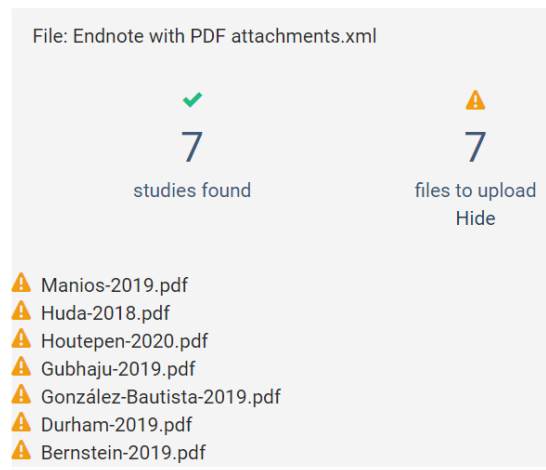 File: Endnote with PDF attachments.xml
7
studies found
7
files to upload
Hide
Manios-2019.pdf
Huda-2018.pdf
Houtepen-2020.pdf
Gubhaju-2019.pdf
González-Bautista-2019.pdf
Durham-2019.pdf
Bernstein-2019.pdf